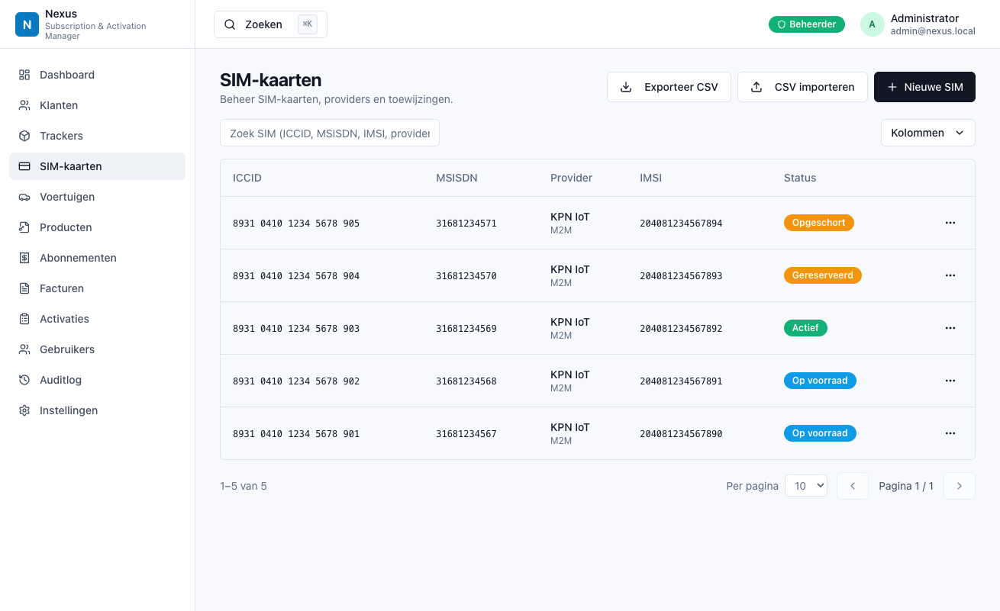 N
Nexus
Subscription & Activation
Manager
Zoeken
⌘K
Beheerder
A
Administrator
admin@nexus.local
Dashboard
Klanten
Trackers
SIM-kaarten
Voertuigen
Producten
Abonnementen
Facturen
Activaties
Gebruikers
Auditlog
Instellingen
SIM-kaarten
Beheer SIM-kaarten, providers en toewijzingen.
Exporteer CSV
CSV importeren
Nieuwe SIM
Zoek SIM (ICCID, MSISDN, IMSI, provider
Kolommen
ICCID MSISDN Provider IMSI Status
8931 0410 1234 5678 905 31681234571 KPN IoT 204081234567894 Opgeschort
M2M
8931 0410 1234 5678 904 31681234570 KPN IoT 204081234567893 Gereserveerd
M2M
8931 0410 1234 5678 903 31681234569 KPN IoT 204081234567892 Actief
M2M
8931 0410 1234 5678 902 31681234568 KPN IoT 204081234567891 Op voorraad
M2M
8931 0410 1234 5678 901 31681234567 KPN IoT 204081234567890 Op voorraad
M2M
1–5 van 5
Per pagina 10
Pagina 1 / 1